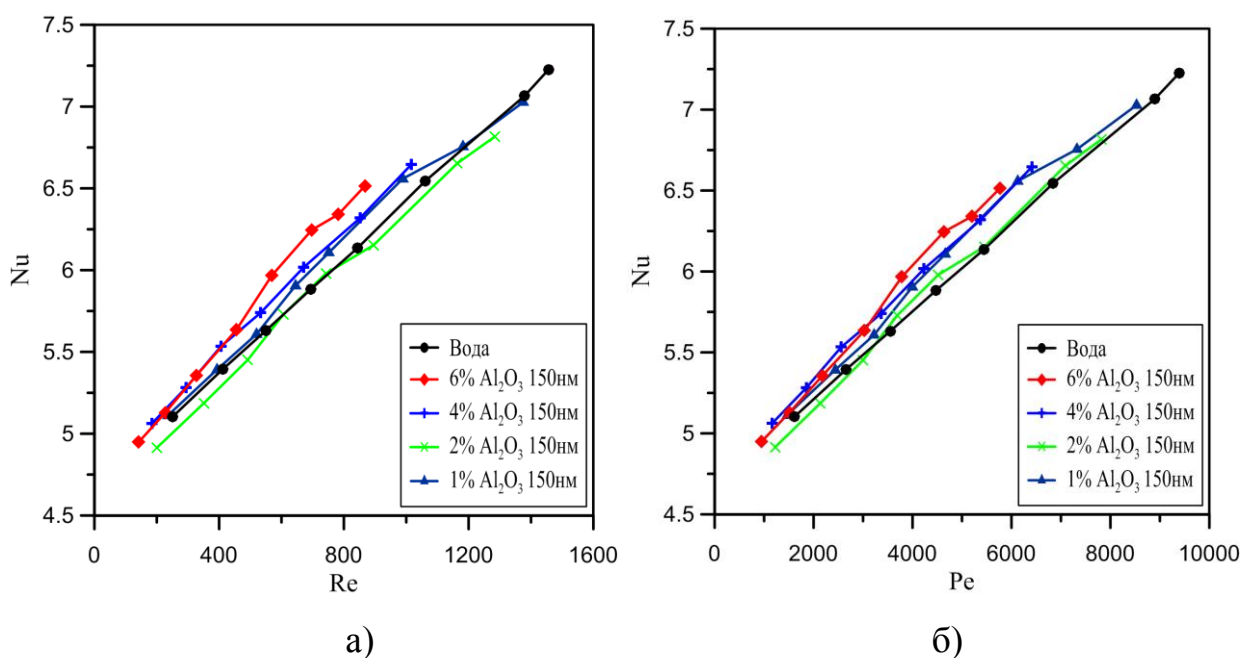 7.5
7
6.5
6
5.5
5
4.5
Nu
0
400
800
1200
1600
Re
Вода
6% Al₂O₃ 150нм
4% Al₂O₃ 150нм
2% Al₂O₃ 150нм
1% Al₂O₃ 150нм
а)
7.5
7
6.5
6
5.5
5
4.5
Nu
0
2000
4000
6000
8000
10000
Pe
Вода
6% Al₂O₃ 150нм
4% Al₂O₃ 150нм
2% Al₂O₃ 150нм
1% Al₂O₃ 150нм
б)